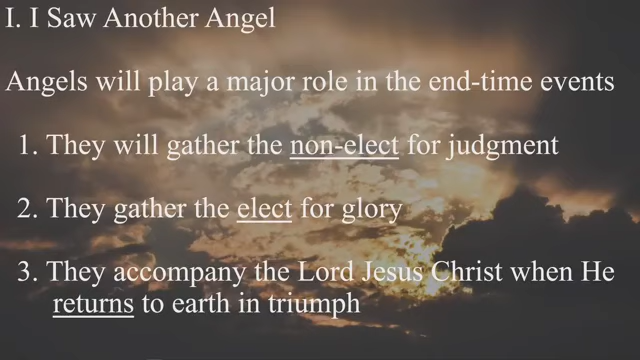 I. I Saw Another Angel
Angels will play a major role in the end-time events
1. They will gather the non-elect for judgment
2. They gather the elect for glory
3. They accompany the Lord Jesus Christ when He
returns to earth in triumph